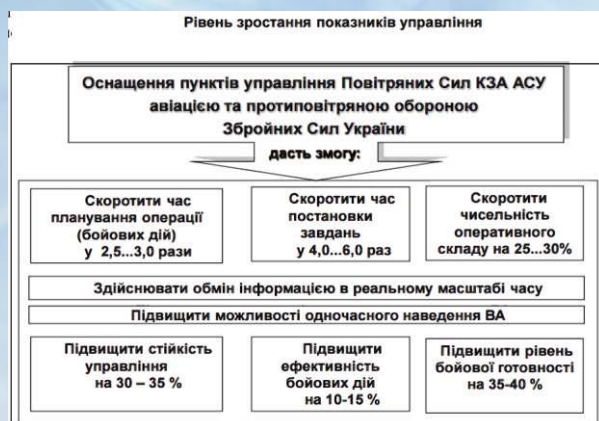 Рівень зростання показників управління
Оснащення пунктів управління Повітряних Сил КЗА АСУ
авіацією та протиповітряною обороною
Збройних Сил України
дасть змогу:
Скоротити час
планування операції
(бойових дій)
у 2,5...3,0 рази
Скоротити час
постановки
завдань
у 4,0...6,0 раз
Скоротити
чисельність
оперативного
складу на 25...30%
Здійснювати обмін інформацією в реальному масштабі часу
Підвищити можливості одночасного наведення ВА
Підвищити стійкість
управління
на 30 – 35 %
Підвищити
ефективність
бойових дій
на 10-15 %
Підвищити рівень
бойової готовності
на 35-40 %